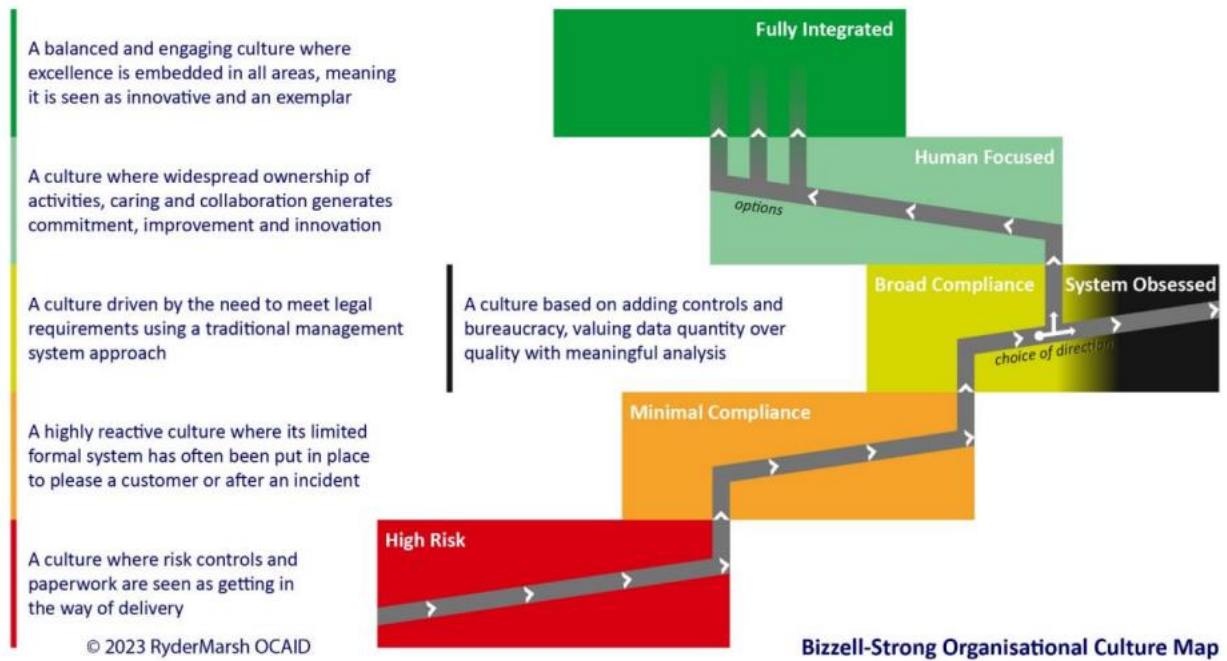 A balanced and engaging culture where
excellence is embedded in all areas, meaning
it is seen as innovative and an exemplar
Fully Integrated
A culture where widespread ownership of
activities, caring and collaboration generates
commitment, improvement and innovation
Human Focused
options
A culture driven by the need to meet legal
requirements using a traditional management
system approach
A culture based on adding controls and
bureaucracy, valuing data quantity over
quality with meaningful analysis
Broad Compliance
System Obsessed
choice of direction
A highly reactive culture where its limited
formal system has often been put in place
to please a customer or after an incident
Minimal Compliance
A culture where risk controls and
paperwork are seen as getting in
the way of delivery
High Risk
© 2023 RyderMarsh OCAID
Bizzell-Strong Organisational Culture Map